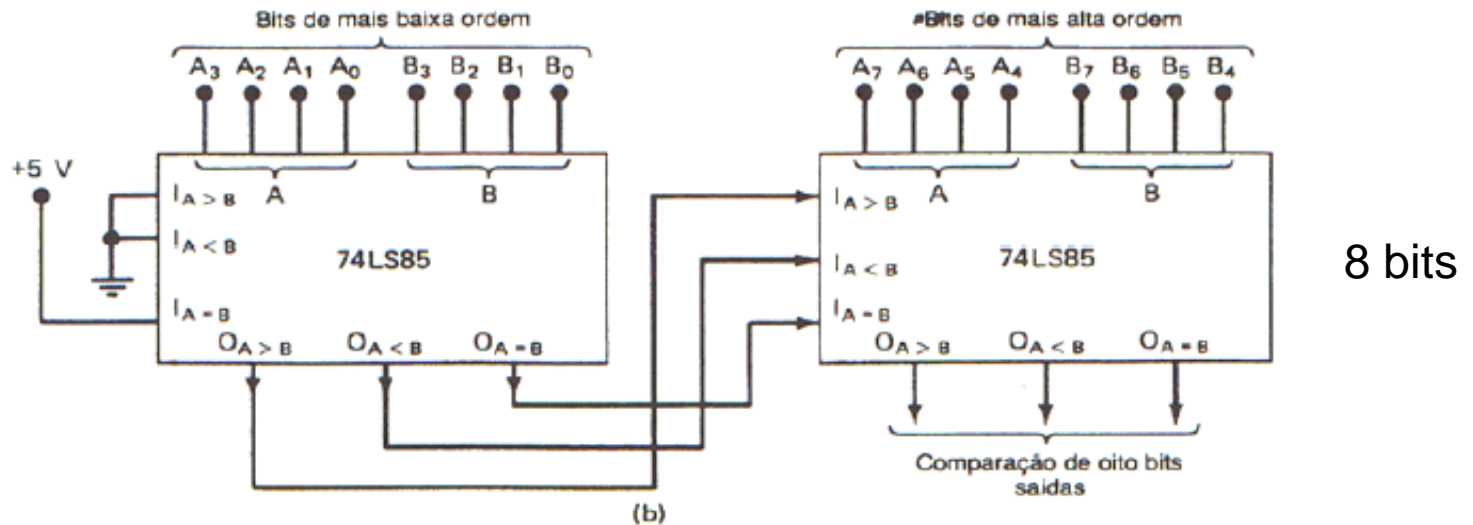 Bits de mais baixa ordem
Bits de mais alta ordem
A3 A2 A1 A0 B3 B2 B1 B0
A7 A6 A5 A4 B7 B6 B5 B4
+5 V
A B
A B
IA > B
IA < B
IA = B
74LS85
OA > B OA < B OA = B
IA > B
IA < B
IA = B
74LS85
OA > B OA < B OA = B
8 bits
Comparação de oito bits
saidas
(b)